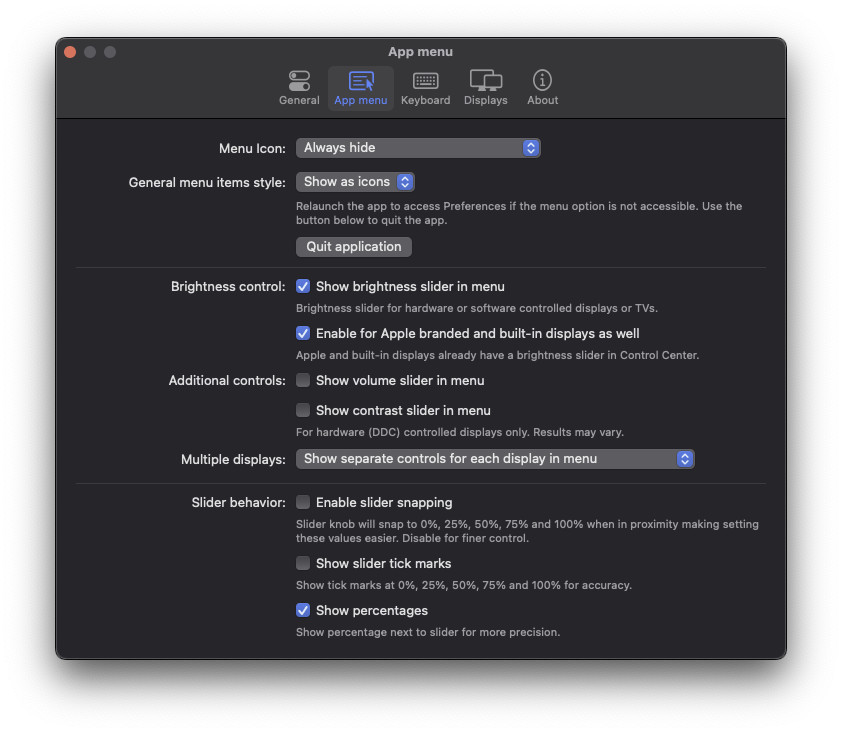 App menu
General
App menu
Keyboard
Displays
About
Menu Icon: Always hide
General menu items style: Show as icons
Relaunch the app to access Preferences if the menu option is not accessible. Use the
button below to quit the app.
Quit application
Brightness control: Show brightness slider in menu
Brightness slider for hardware or software controlled displays or TVs.
Enable for Apple branded and built-in displays as well
Apple and built-in displays already have a brightness slider in Control Center.
Additional controls: Show volume slider in menu
Show contrast slider in menu
For hardware (DDC) controlled displays only. Results may vary.
Multiple displays: Show separate controls for each display in menu
Slider behavior: Enable slider snapping
Slider knob will snap to 0%, 25%, 50%, 75% and 100% when in proximity making setting
these values easier. Disable for finer control.
Show slider tick marks
Show tick marks at 0%, 25%, 50%, 75% and 100% for accuracy.
Show percentages
Show percentage next to slider for more precision.